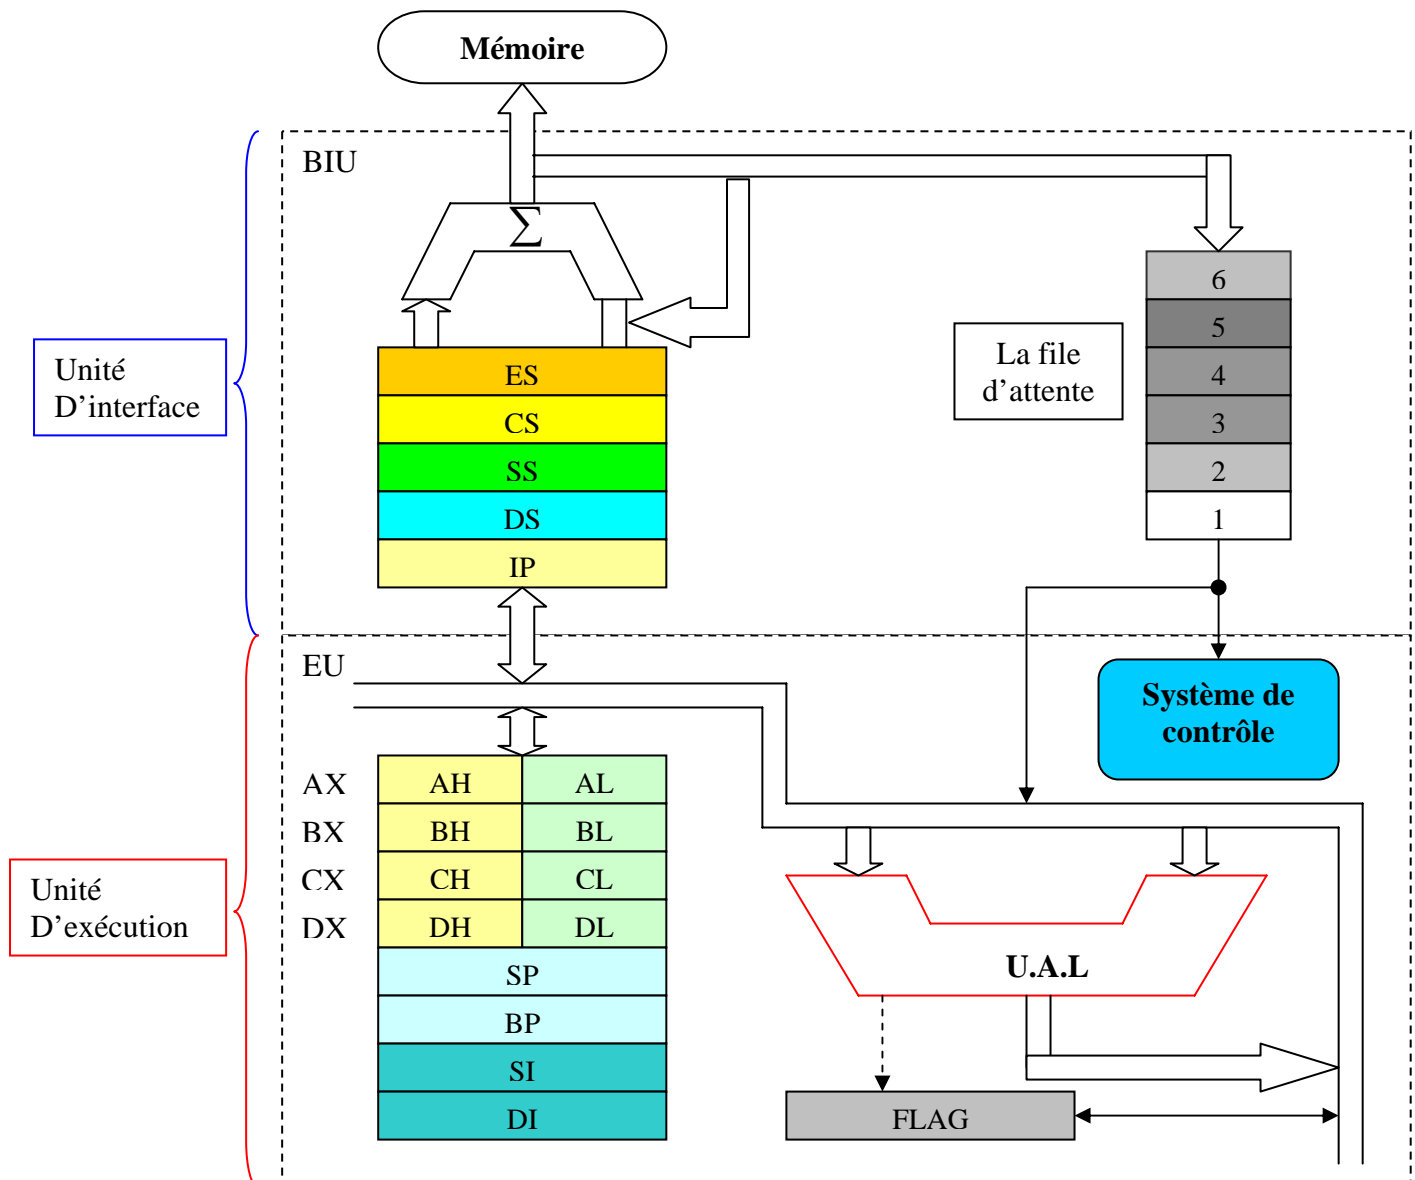 Mémoire
BIU
Σ
6
5
4
3
2
1
La file
d'attente
Unité
D'interface
ES
CS
SS
DS
IP
EU
Système de
contrôle
AX
AH
AL
BX
BH
BL
CX
CH
CL
DX
DH
DL
SP
BP
SI
DI
Unité
D'exécution
U.A.L
FLAG